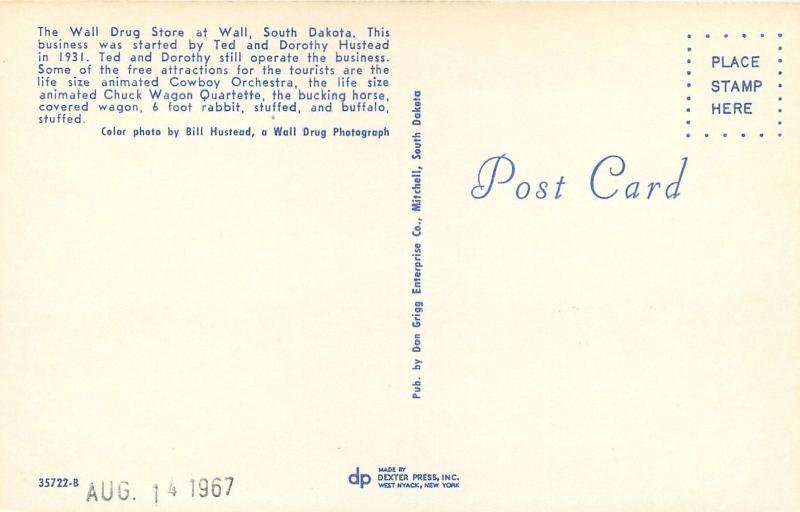 The Wall Drug Store at Wall, South Dakota. This
business was started by Ted and Dorothy Hustead
in 1931. Ted and Dorothy still operate the business.
Some of the free attractions for the tourists are the
life size animated Cowboy Orchestra, the life size
animated Chuck Wagon Quartette, the bucking horse,
covered wagon, 6 foot rabbit, stuffed, and buffalo,
stuffed.
Color photo by Bill Hustead, a Wall Drug Photograph
Pub. by Dan Grigg Enterprise Co., Mitchell, South Dakota
PLACE
STAMP
HERE
Post Card
35722-B
AUG. 14 1967
dp
MADE BY
DEXTER PRESS, INC.
WEST NYACK, NEW YORK